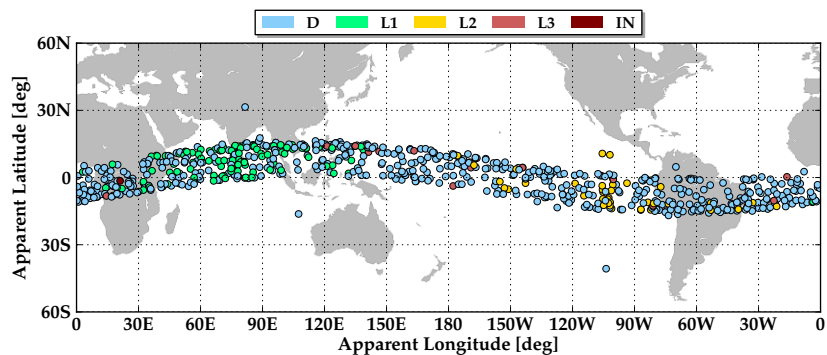 D L1 L2 L3 IN
60N
30N
0
30S
60S
Apparent Latitude [deg]
0 30E 60E 90E 120E 150E 180 150W 120W 90W 60W 30W 0
Apparent Longitude [deg]